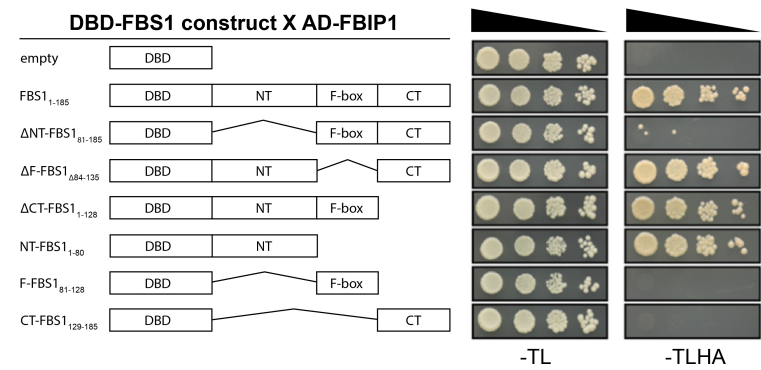 DBD-FBS1 construct X AD-FBIP1
empty DBD
FBS1₁₋₁₈₅ DBD NT F-box CT
ΔNT-FBS1₈₁₋₁₈₅ DBD F-box CT
ΔF-FBS1_Δ84-135 DBD NT CT
ΔCT-FBS1₁₋₁₂₈ DBD NT F-box
NT-FBS1₁₋₈₀ DBD NT
F-FBS1₈₁₋₁₂₈ DBD F-box
CT-FBS1₁₂₉₋₁₈₅ DBD CT
-TL -TLHA